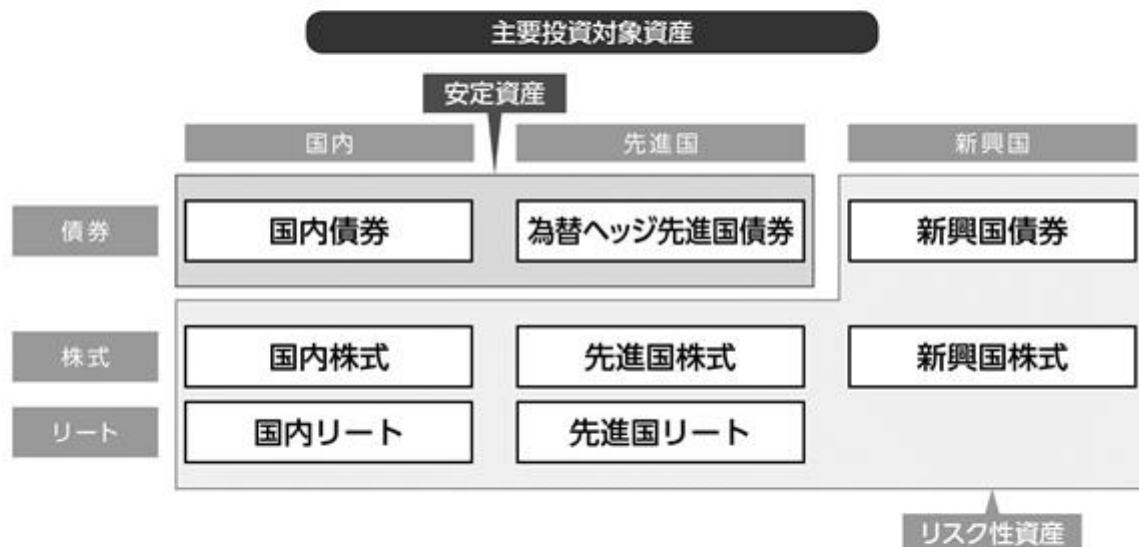 主要投資対象資産
安定資産
国内 先進国 新興国
債券 国内債券 為替ヘッジ先進国債券 新興国債券
株式 国内株式 先進国株式 新興国株式
リート 国内リート 先進国リート
リスク性資産